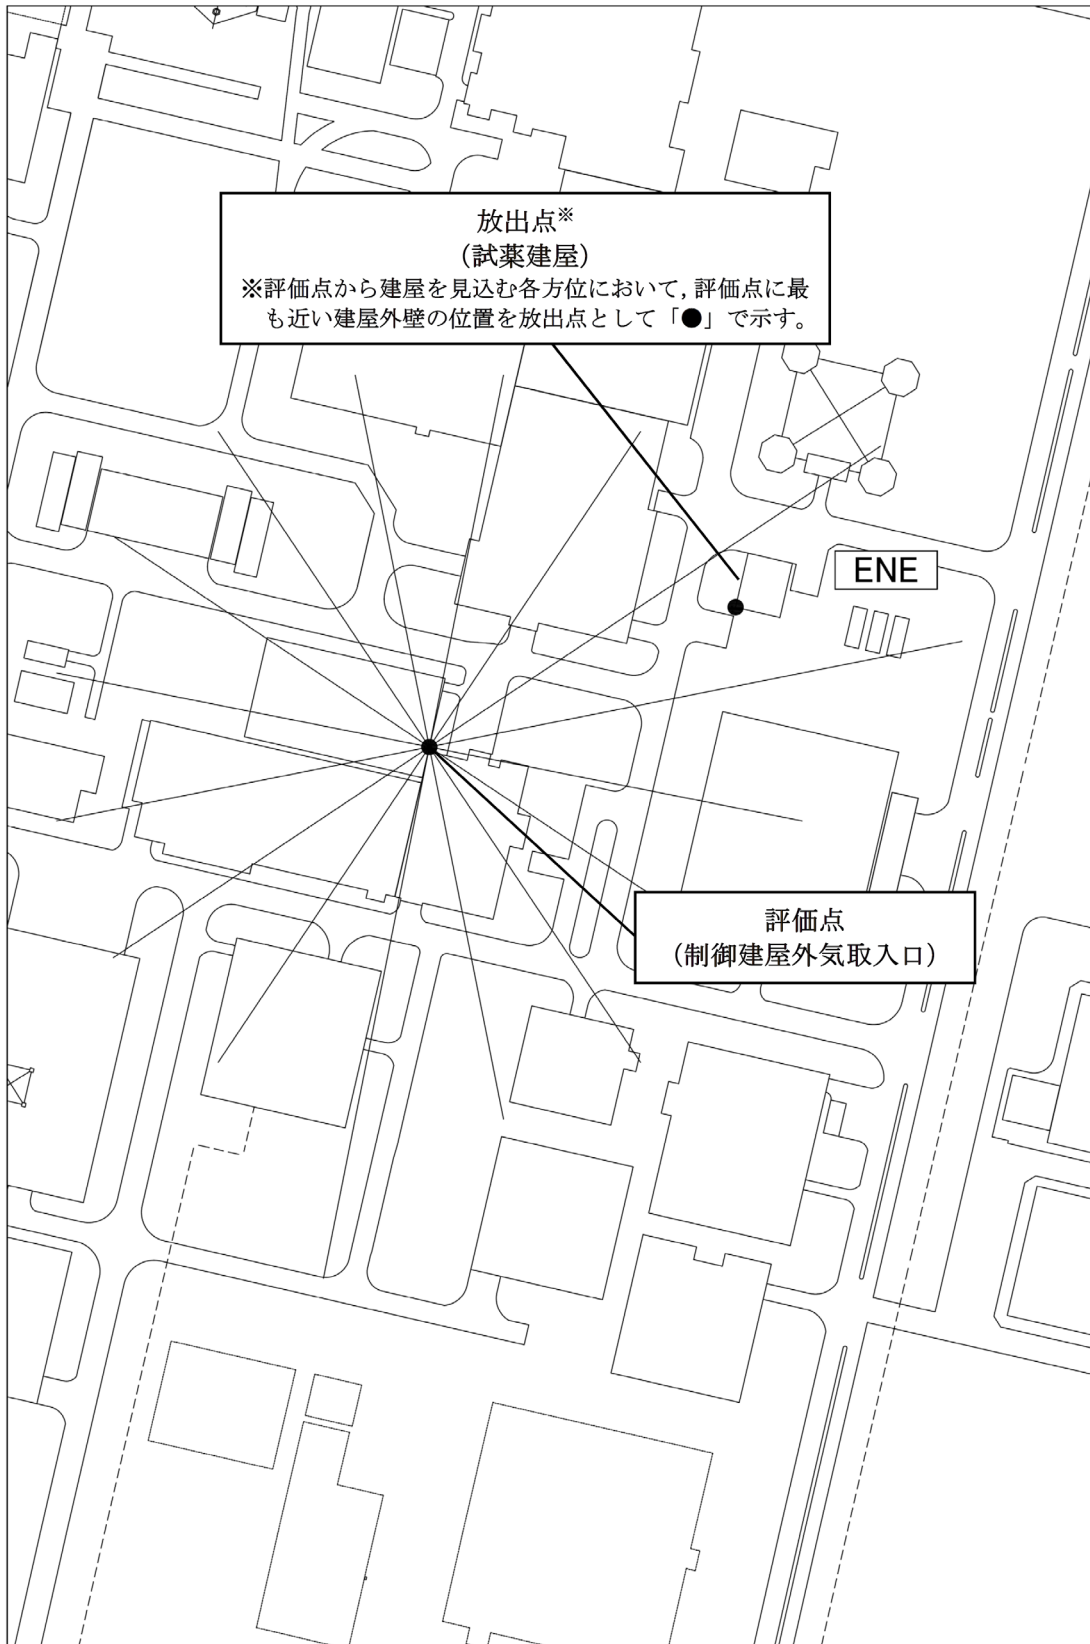 放出点※
(試薬建屋)
※評価点から建屋を見込む各方位において,評価点に最
も近い建屋外壁の位置を放出点として「●」で示す。
ENE
評価点
(制御建屋外気取入口)